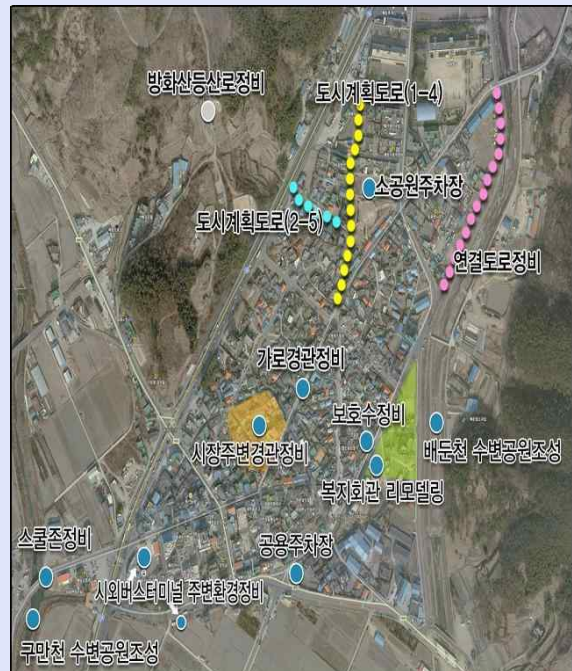 방화산등산로정비
도시계획도로(1-4)
소공원주차장
도시계획도로(2-5)
연결도로정비
가로경관정비
보호수정비
시장주변경관정비
배둔천 수변공원조성
복지회관 리모델링
스쿨존정비
공용주차장
시외버스터미널 주변환경정비
구만천 수변공원조성